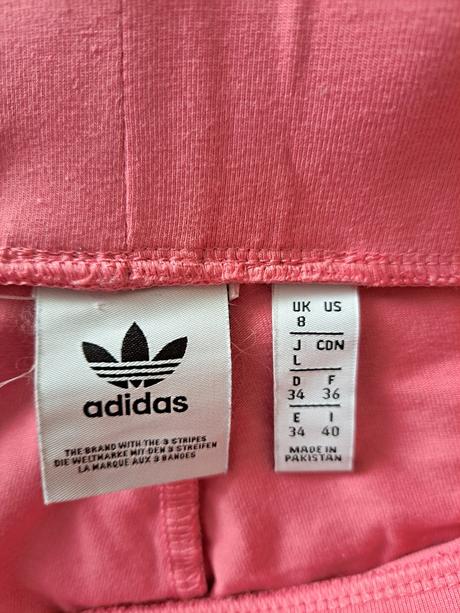 adidas
THE BRAND WITH THE 3 STRIPES
DIE WELTMARKE MIT DEN 3 STREIFEN
LA MARQUE AUX 3 BANDES
UK US
8
J CDN
L
D F
34 36
E I
34 40
MADE IN
PAKISTAN